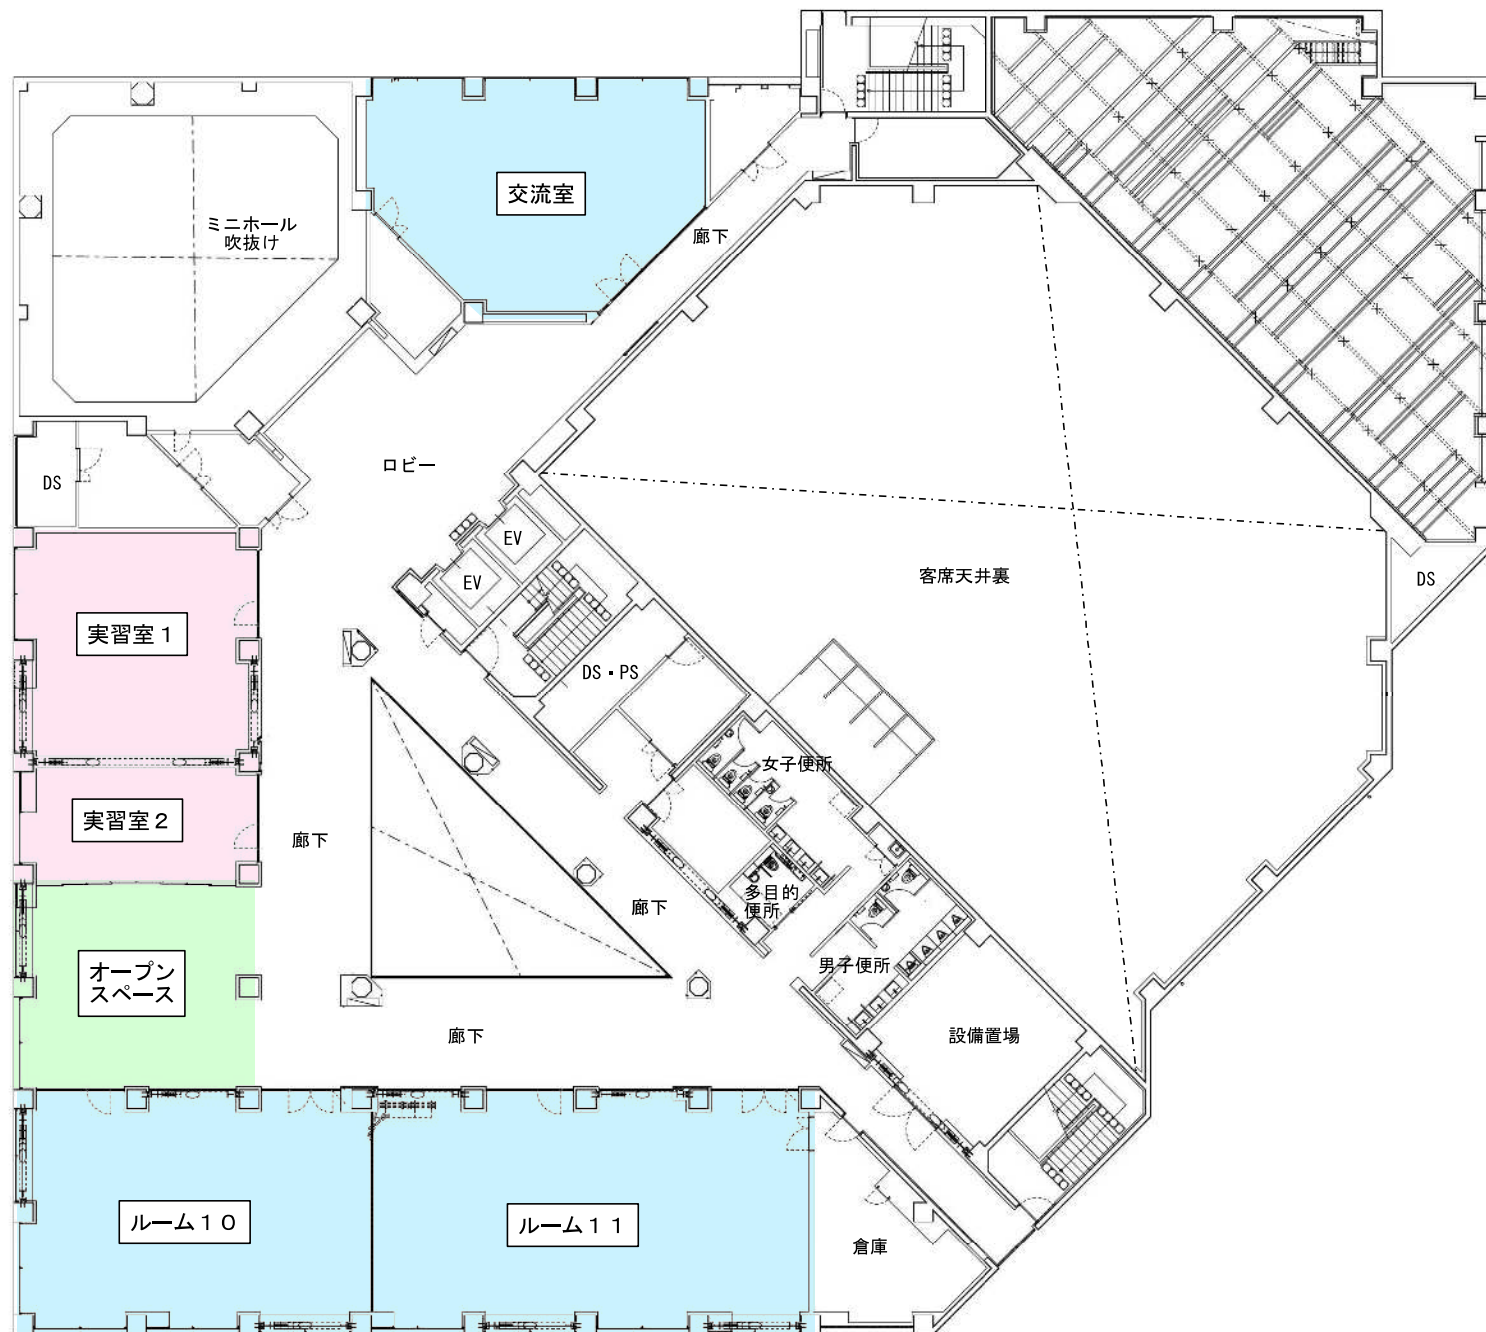 交流室
ミニホール
吹抜け
廊下
ロビー
DS
EV
EV
客席天井裏
DS
実習室１
DS・PS
女子便所
実習室２
廊下
多目的
便所
廊下
オープン
スペース
男子便所
廊下
設備置場
ルーム１０
ルーム１１
倉庫